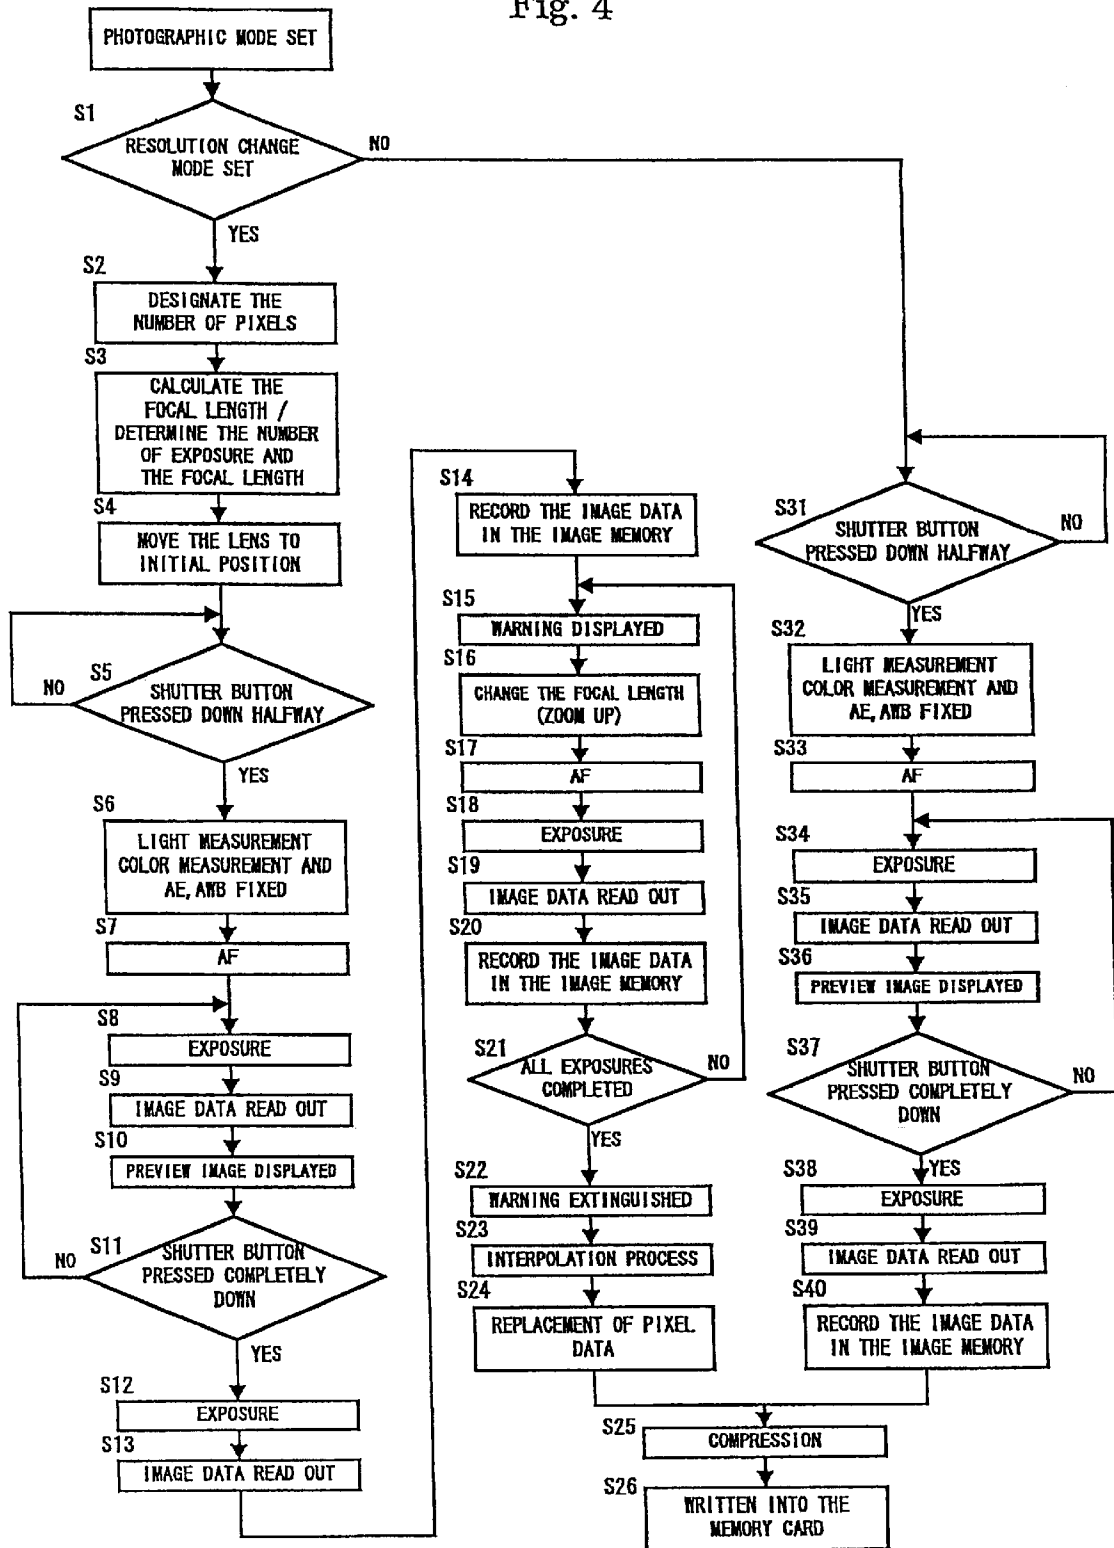 Fig. 4
PHOTOGRAPHIC MODE SET
S1
RESOLUTION CHANGE
MODE SET
NO
YES
S2
DESIGNATE THE
NUMBER OF PIXELS
S3
CALCULATE THE
FOCAL LENGTH /
DETERMINE THE NUMBER
OF EXPOSURE AND
THE FOCAL LENGTH
S4
MOVE THE LENS TO
INITIAL POSITION
S5
NO
SHUTTER BUTTON
PRESSED DOWN HALFWAY
YES
S6
LIGHT MEASUREMENT
COLOR MEASUREMENT AND
AE, AWB FIXED
S7
AF
S8
EXPOSURE
S9
IMAGE DATA READ OUT
S10
PREVIEW IMAGE DISPLAYED
S11
NO
SHUTTER BUTTON
PRESSED COMPLETELY
DOWN
YES
S12
EXPOSURE
S13
IMAGE DATA READ OUT
S14
RECORD THE IMAGE DATA
IN THE IMAGE MEMORY
S15
WARNING DISPLAYED
S16
CHANGE THE FOCAL LENGTH
(ZOOM UP)
S17
AF
S18
EXPOSURE
S19
IMAGE DATA READ OUT
S20
RECORD THE IMAGE DATA
IN THE IMAGE MEMORY
S21
ALL EXPOSURES
COMPLETED
NO
YES
S22
WARNING EXTINGUISHED
S23
INTERPOLATION PROCESS
S24
REPLACEMENT OF PIXEL
DATA
S31
SHUTTER BUTTON
PRESSED DOWN HALFWAY
NO
YES
S32
LIGHT MEASUREMENT
COLOR MEASUREMENT AND
AE, AWB FIXED
S33
AF
S34
EXPOSURE
S35
IMAGE DATA READ OUT
S36
PREVIEW IMAGE DISPLAYED
S37
SHUTTER BUTTON
PRESSED COMPLETELY
DOWN
NO
YES
S38
EXPOSURE
S39
IMAGE DATA READ OUT
S40
RECORD THE IMAGE DATA
IN THE IMAGE MEMORY
S25
COMPRESSION
S26
WRITTEN INTO THE
MEMORY CARD